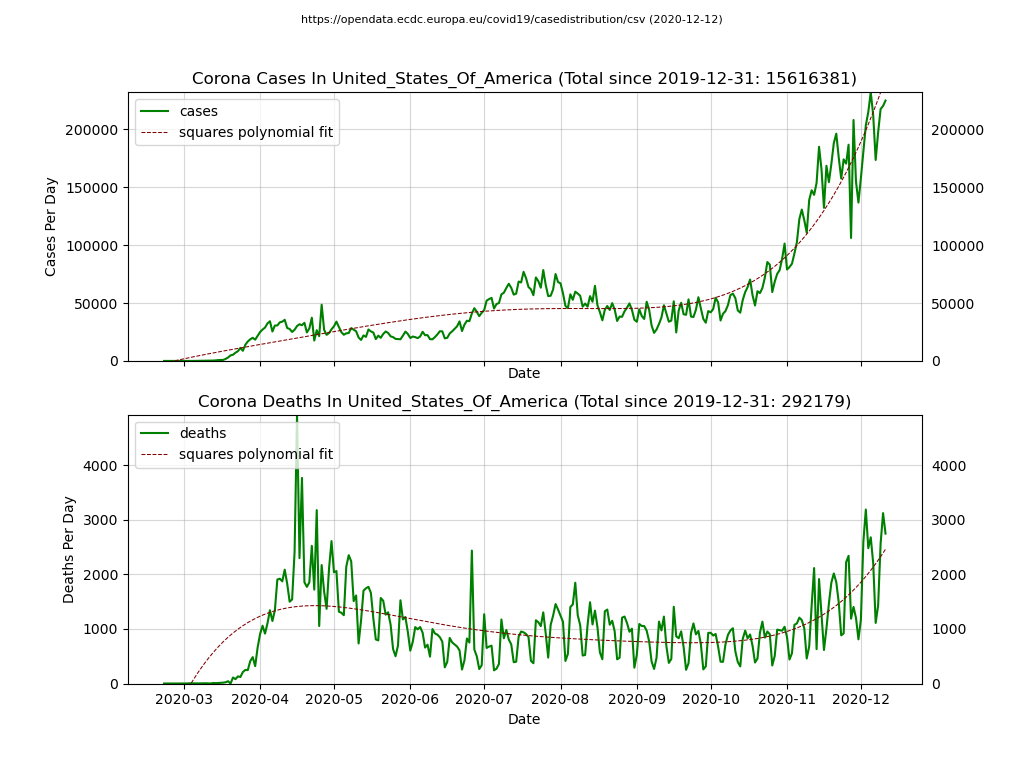 https://opendata.ecdc.europa.eu/covid19/casedistribution/csv (2020-12-12)
Corona Cases In United_States_Of_America (Total since 2019-12-31: 15616381)
cases
squares polynomial fit
200000
150000
100000
50000
0
Cases Per Day
200000
150000
100000
50000
0
Date
Corona Deaths In United_States_Of_America (Total since 2019-12-31: 292179)
deaths
squares polynomial fit
4000
3000
2000
1000
0
Deaths Per Day
4000
3000
2000
1000
0
2020-03 2020-04 2020-05 2020-06 2020-07 2020-08 2020-09 2020-10 2020-11 2020-12
Date